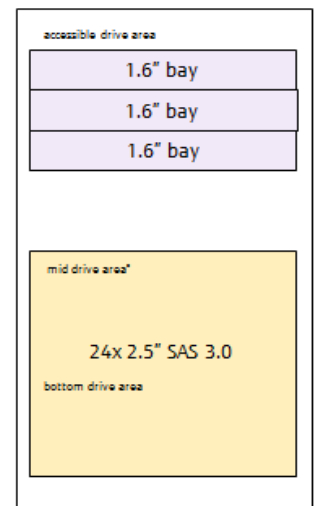 accessible drive area
1.6" bay
1.6" bay
1.6" bay
mid drive area"
24x 2.5" SAS 3.0
bottom drive area